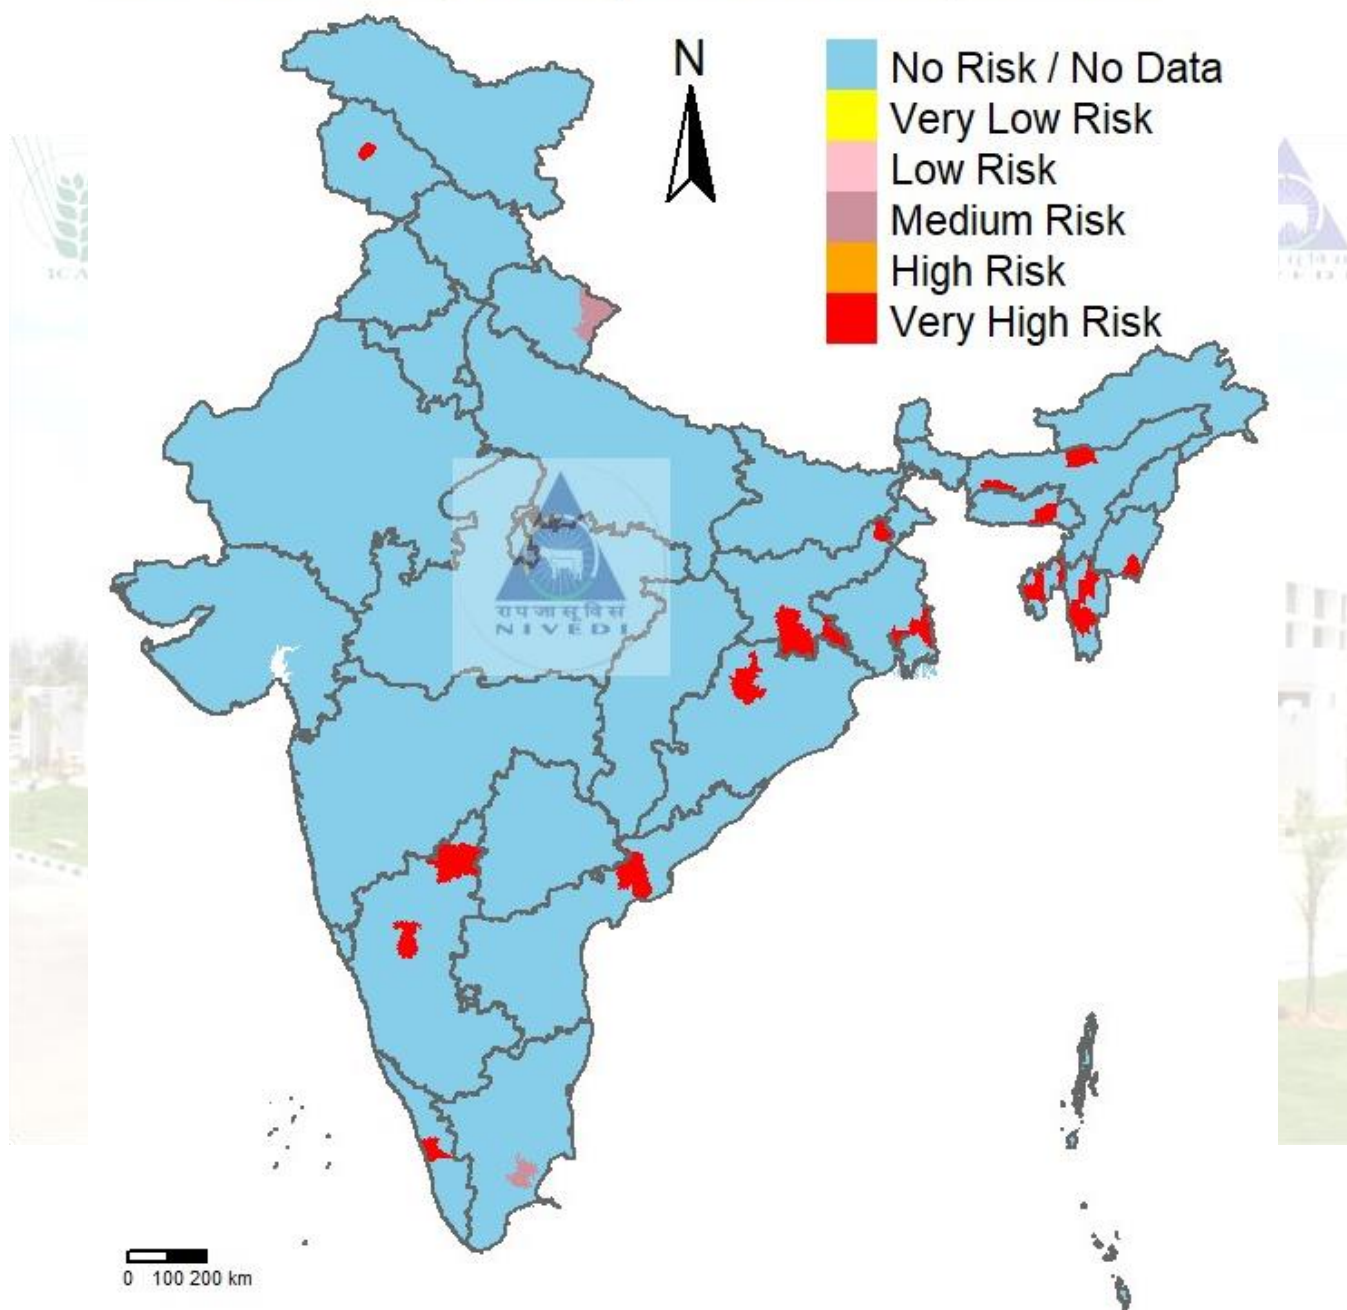 N
No Risk / No Data
Very Low Risk
Low Risk
Medium Risk
High Risk
Very High Risk
रापजासूविसं
NIVEDI
0 100 200 km